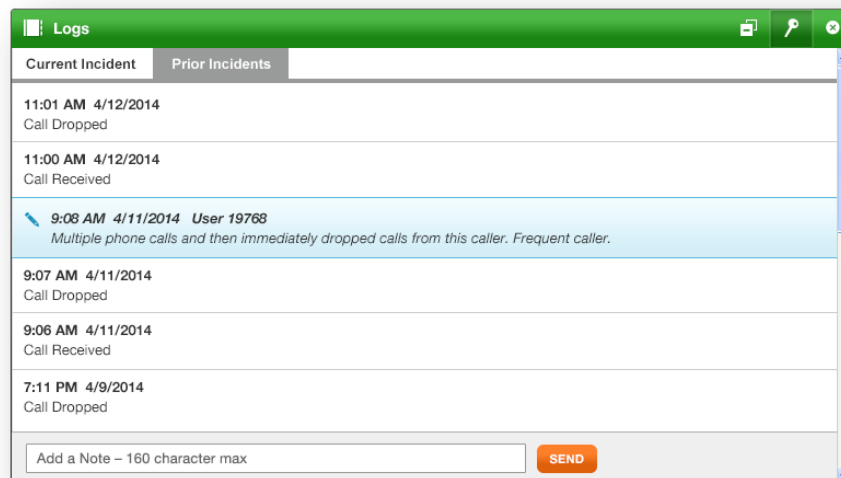 Logs
Current Incident Prior Incidents
11:01 AM 4/12/2014
Call Dropped
11:00 AM 4/12/2014
Call Received
9:08 AM 4/11/2014 User 19768
Multiple phone calls and then immediately dropped calls from this caller. Frequent caller.
9:07 AM 4/11/2014
Call Dropped
9:06 AM 4/11/2014
Call Received
7:11 PM 4/9/2014
Call Dropped
Add a Note – 160 character max SEND